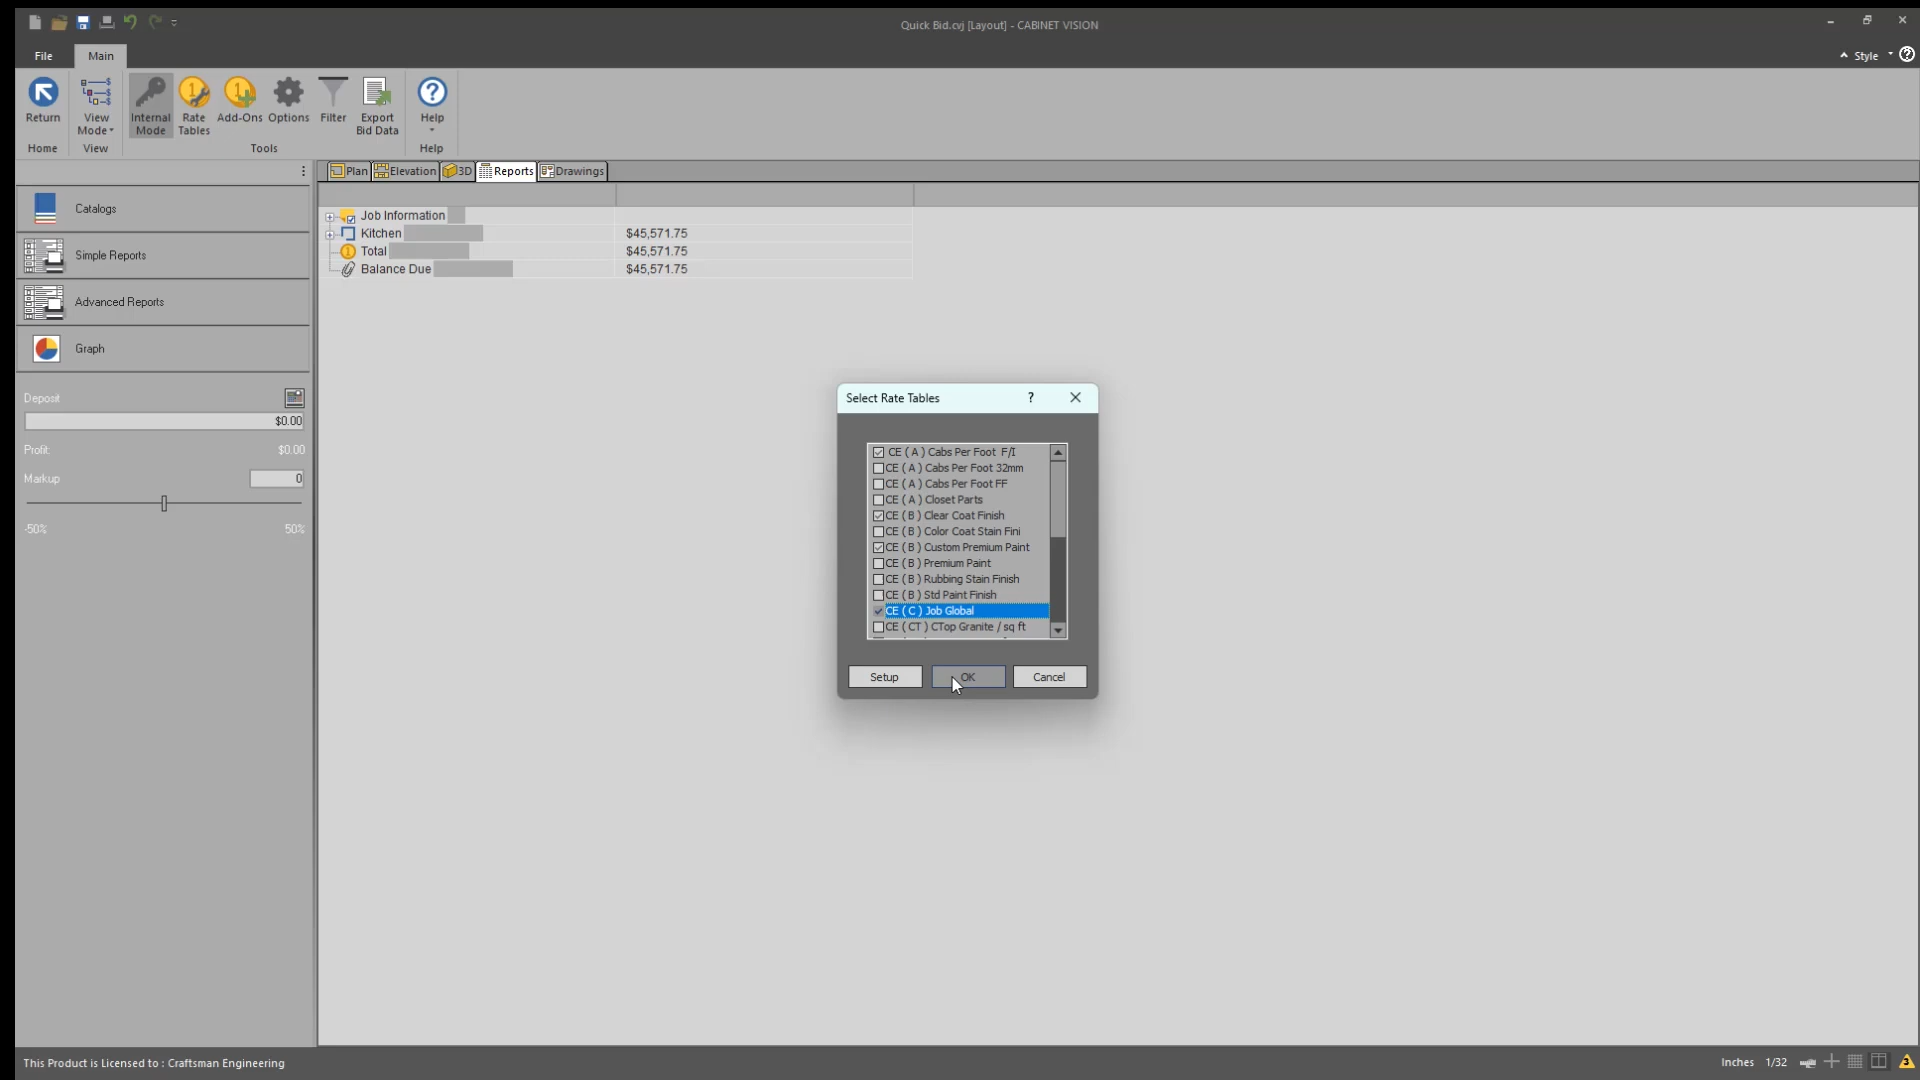 Quick Bid.cvj [Layout] - CABINET VISION
File
Main
Style
Return
View Mode
Internal Mode
Rate Tables
Add-Ons
Options
Filter
Export Bid Data
Help
Home
View
Tools
Help
Plan
Elevation
3D
Reports
Drawings
Catalogs
Simple Reports
Advanced Reports
Graph
Deposit
$0.00
Profit:
$0.00
Markup
0
-50%
50%
Job Information
Kitchen $45,571.75
Total $45,571.75
Balance Due $45,571.75
Select Rate Tables
?
CE ( A ) Cabs Per Foot F/I
CE ( A ) Cabs Per Foot 32mm
CE ( A ) Cabs Per Foot FF
CE ( A ) Closet Parts
CE ( B ) Clear Coat Finish
CE ( B ) Color Coat Stain Fini
CE ( B ) Custom Premium Paint
CE ( B ) Premium Paint
CE ( B ) Rubbing Stain Finish
CE ( B ) Std Paint Finish
CE ( C ) Job Global
CE ( CT ) CTop Granite / sq ft
Setup
OK
Cancel
This Product is Licensed to : Craftsman Engineering
Inches 1/32